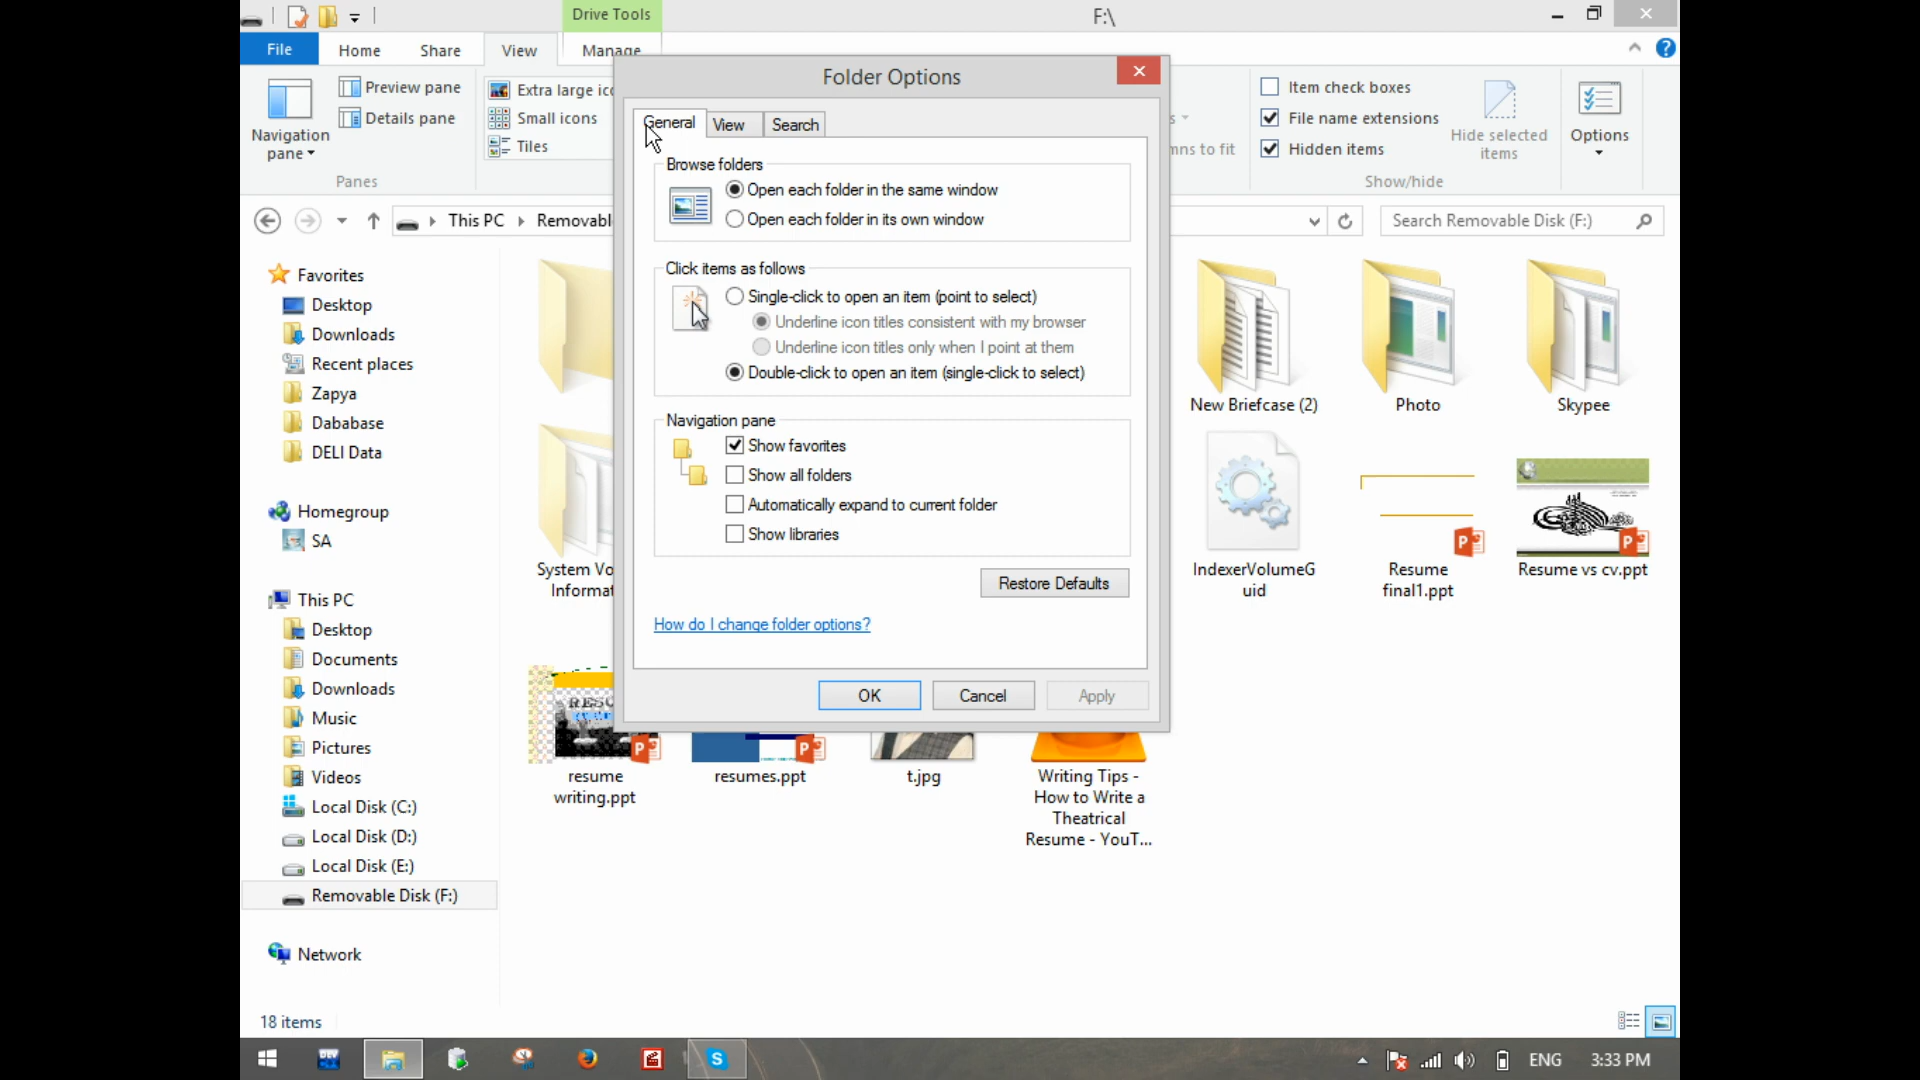 Drive Tools
F:\
File
Home
Share
View
Manage
Navigation
pane
Preview pane
Details pane
Panes
Extra large
Small icons
Tiles
to fit
Item check boxes
File name extensions
Hidden items
Hide selected
items
Show/hide
Options
This PC
Search Removable Disk (F:)
Favorites
Desktop
Downloads
Recent places
Zapya
Dababase
DELI Data
Homegroup
SA
This PC
Desktop
Documents
Downloads
Music
Pictures
Videos
Local Disk (C:)
Local Disk (D:)
Local Disk (E:)
Removable Disk (F:)
Network
Folder Options
General
View
Search
Browse folders
Open each folder in the same window
Open each folder in its own window
Click items as follows
Single-click to open an item (point to select)
Underline icon titles consistent with my browser
Underline icon titles only when I point at them
Double-click to open an item (single-click to select)
Navigation pane
Show favorites
Show all folders
Automatically expand to current folder
Show libraries
Restore Defaults
How do I change folder options?
OK
Cancel
Apply
New Briefcase (2)
Photo
Skypee
System
IndexerVolumeG
uid
Resume
final1.ppt
Resume vs cv.ppt
resume
writing.ppt
resumes.ppt
t.jpg
Writing Tips -
How to Write a
Theatrical
Resume - YouT...
18 items
ENG
3:33 PM